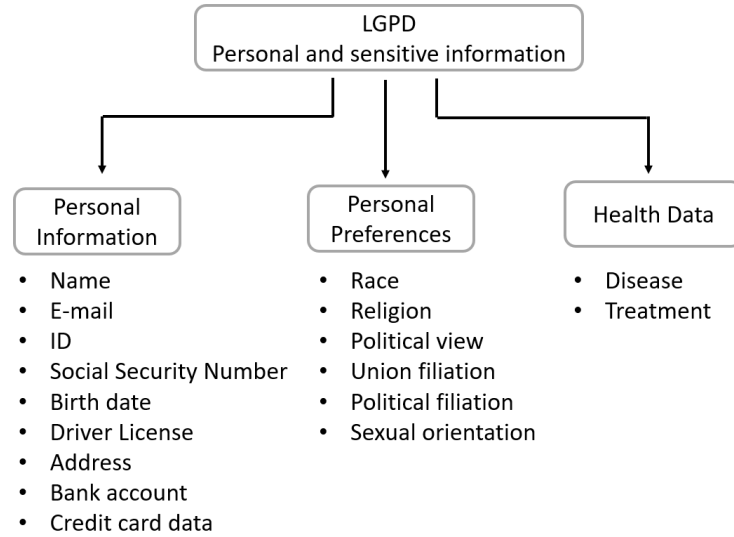 LGPD
Personal and sensitive information
Personal
Information
• Name
• E-mail
• ID
• Social Security Number
• Birth date
• Driver License
• Address
• Bank account
• Credit card data
Personal
Preferences
• Race
• Religion
• Political view
• Union filiation
• Political filiation
• Sexual orientation
Health Data
• Disease
• Treatment